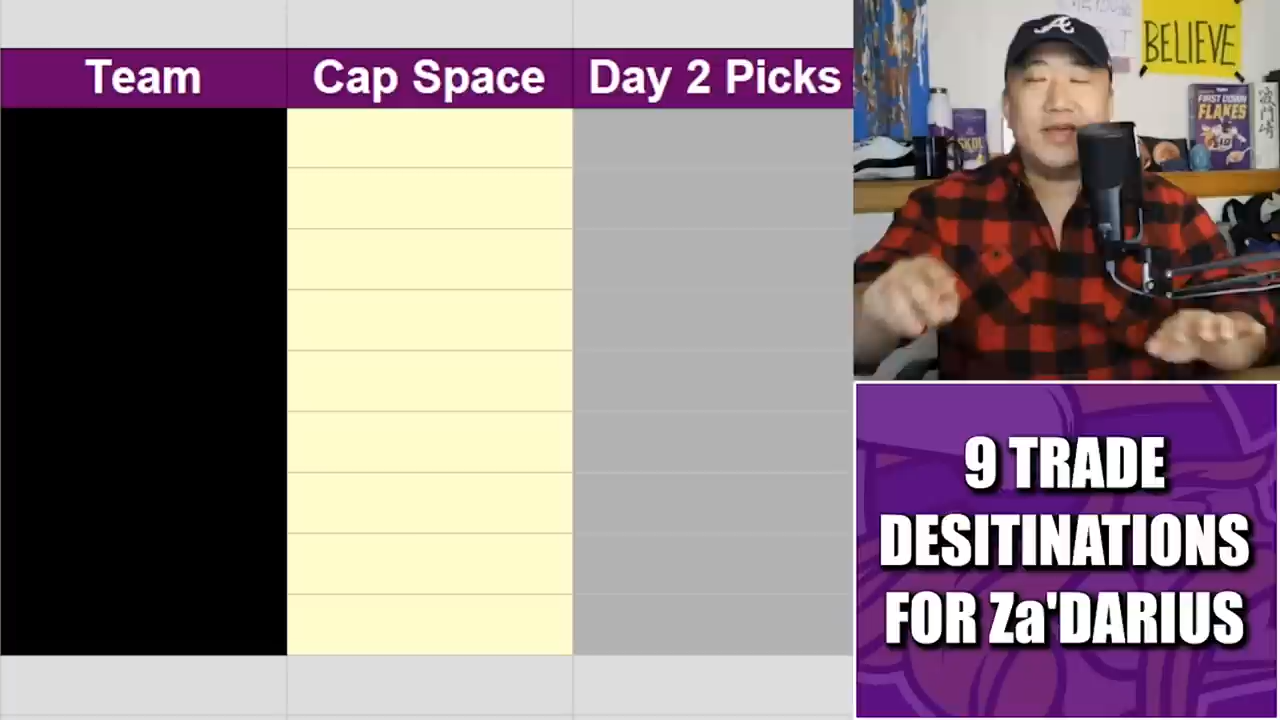 Team Cap Space Day 2 Picks
BELIEVE
SKOL
FIRST DOWN
FLAKES
9 TRADE
DESITINATIONS
FOR Za'DARIUS